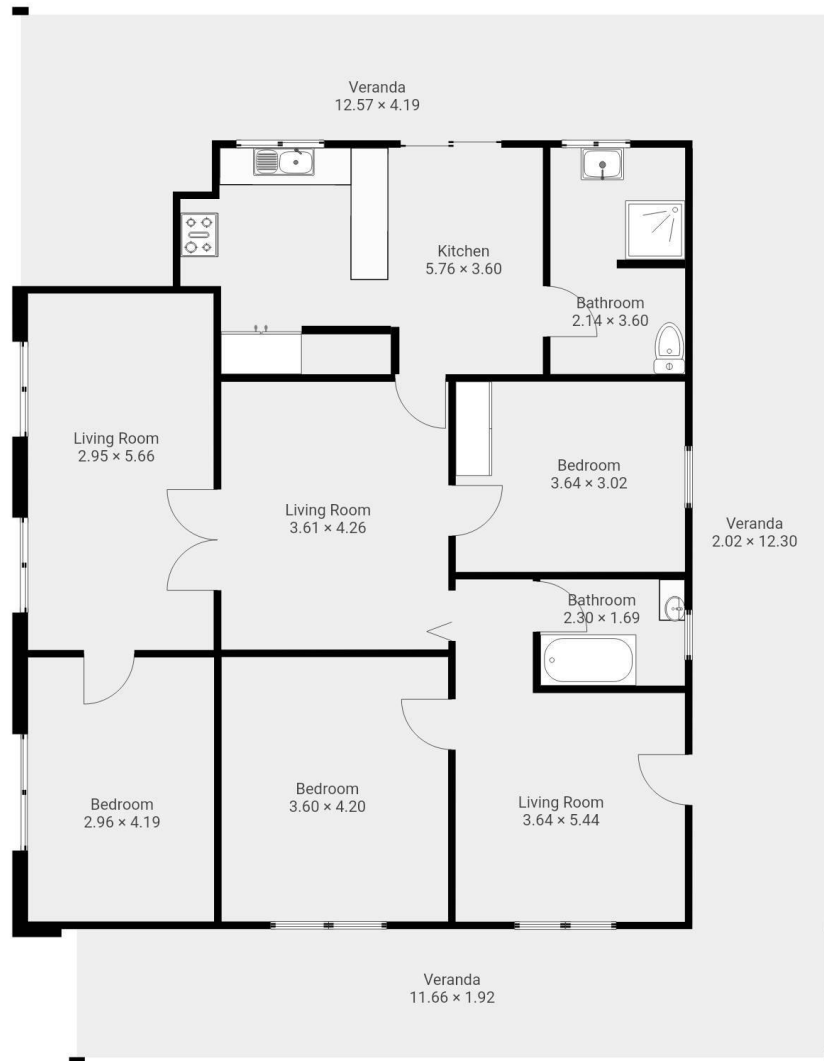 Veranda
12.57 × 4.19
Kitchen
5.76 × 3.60
Bathroom
2.14 × 3.60
Living Room
2.95 × 5.66
Living Room
3.61 × 4.26
Bedroom
3.64 × 3.02
Veranda
2.02 × 12.30
Bathroom
2.30 × 1.69
Bedroom
2.96 × 4.19
Bedroom
3.60 × 4.20
Living Room
3.64 × 5.44
Veranda
11.66 × 1.92